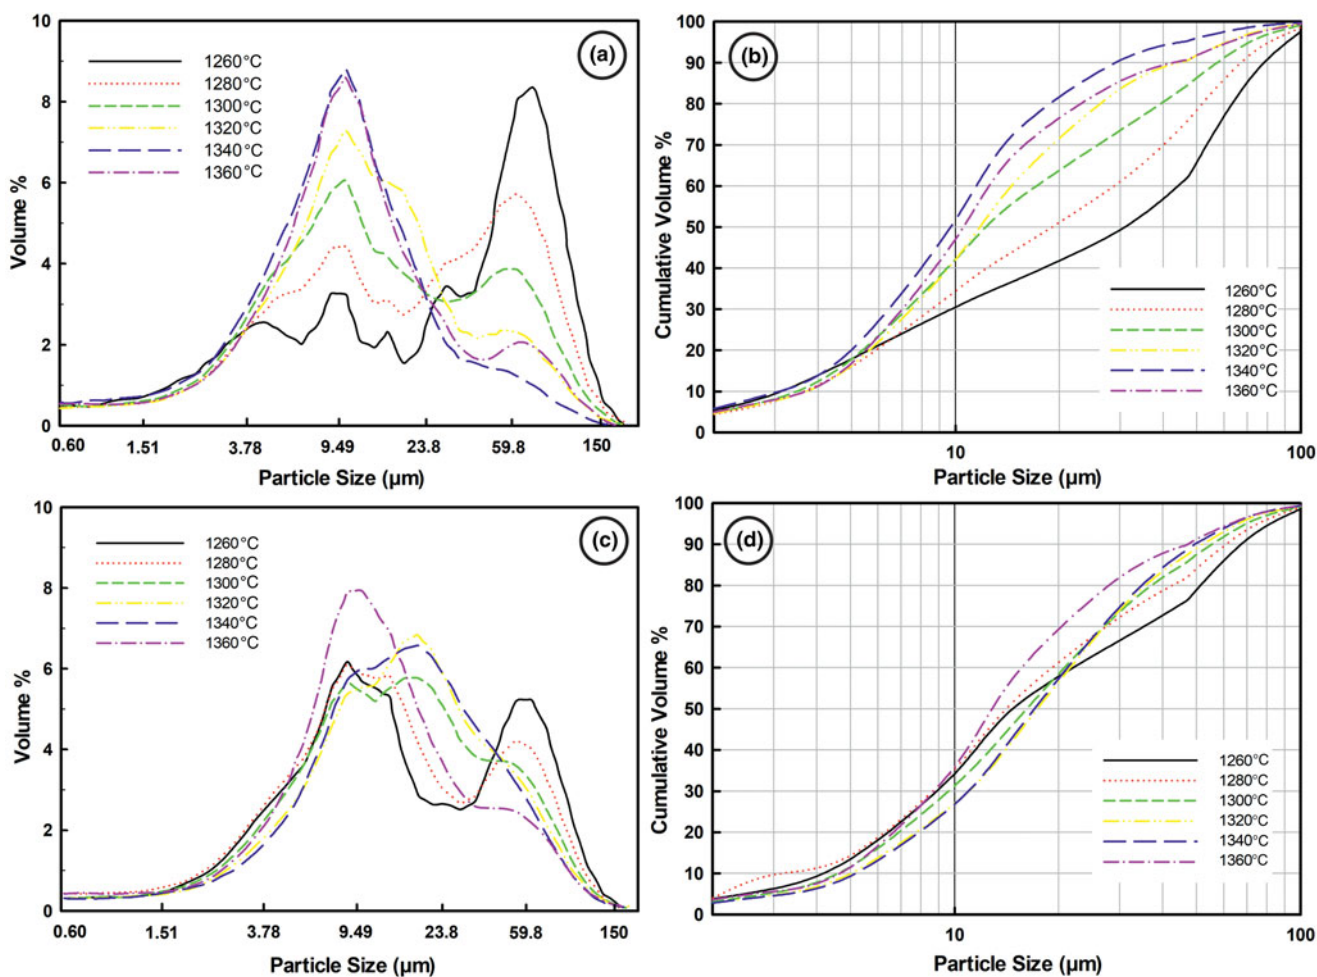 10
8
6
4
2
0
Volume %
(a)
1260°C
1280°C
1300°C
1320°C
1340°C
1360°C
0.60 1.51 3.78 9.49 23.8 59.8 150
Particle Size (µm)
100
90
80
70
60
50
40
30
20
10
0
Cumulative Volume %
(b)
1260°C
1280°C
1300°C
1320°C
1340°C
1360°C
10 100
Particle Size (µm)
10
8
6
4
2
0
Volume %
(c)
1260°C
1280°C
1300°C
1320°C
1340°C
1360°C
0.60 1.51 3.78 9.49 23.8 59.8 150
Particle Size (µm)
100
90
80
70
60
50
40
30
20
10
0
Cumulative Volume %
(d)
1260°C
1280°C
1300°C
1320°C
1340°C
1360°C
10 100
Particle Size (µm)